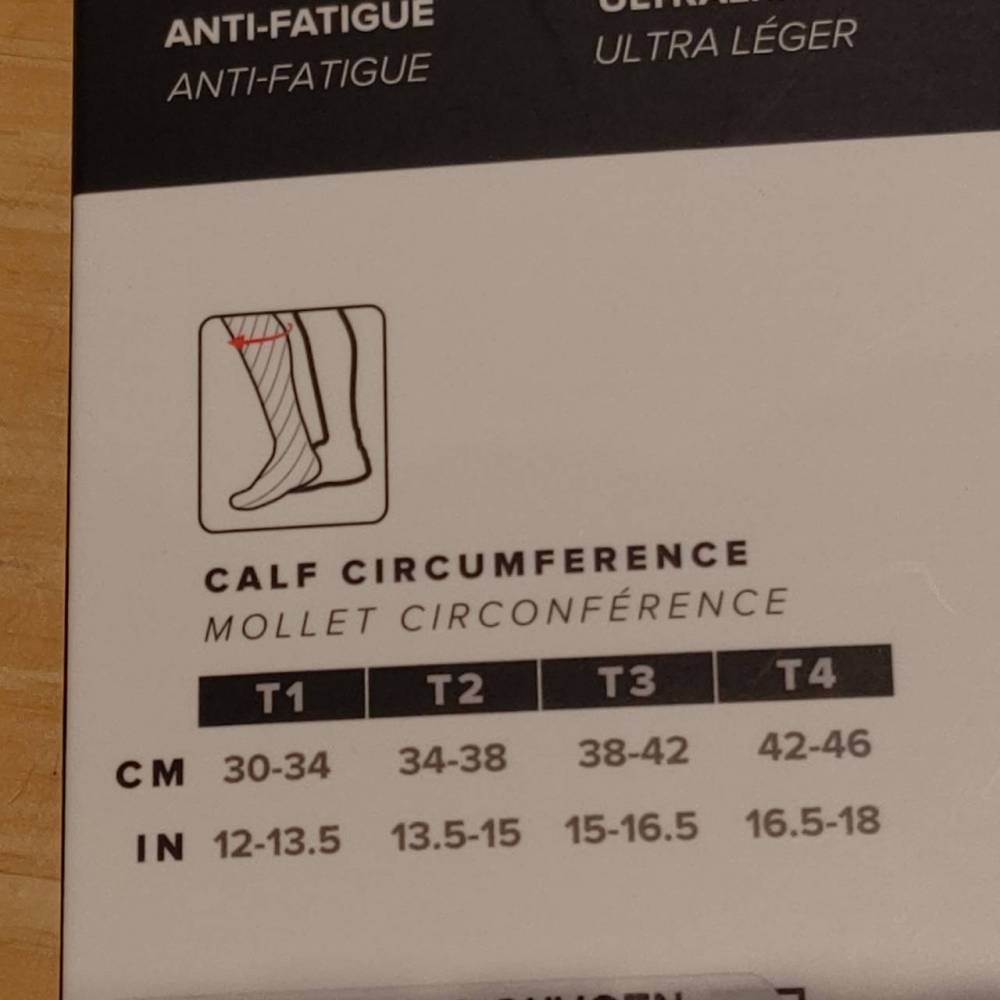 ANTI-FATIGUE
ANTI-FATIGUE
ULTRA LÉGER
CALF CIRCUMFERENCE
MOLLET CIRCONFÉRENCE
T1 T2 T3 T4
CM 30-34 34-38 38-42 42-46
IN 12-13.5 13.5-15 15-16.5 16.5-18